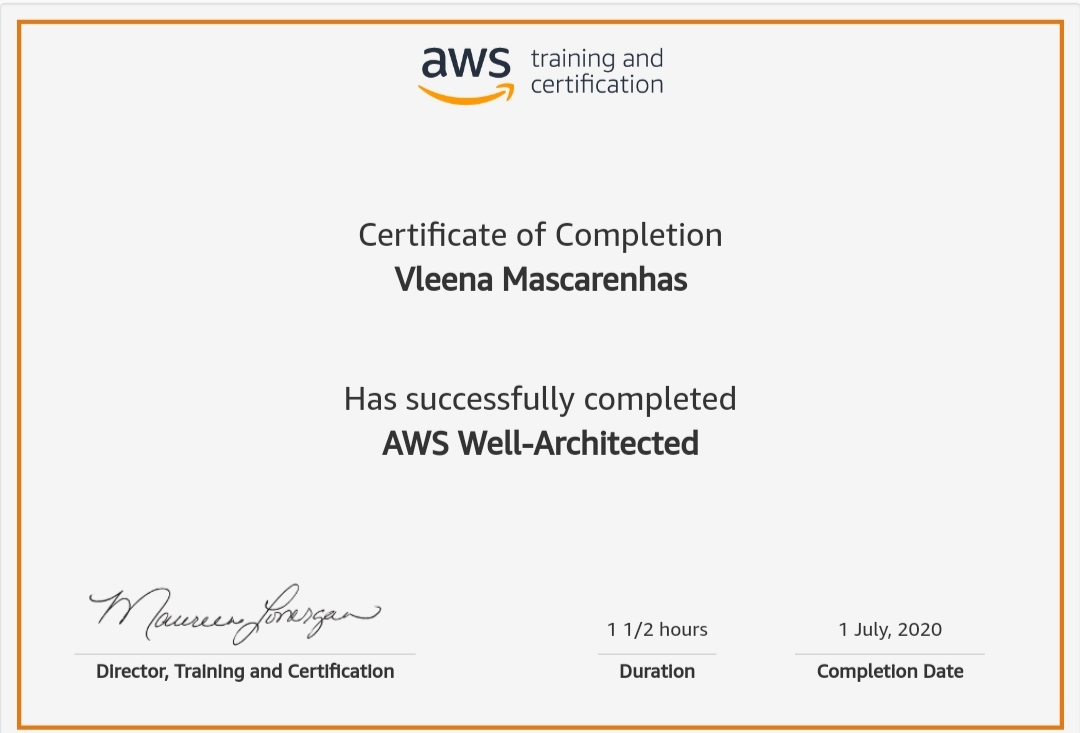 aws training and
certification
Certificate of Completion
Vleena Mascarenhas
Has successfully completed
AWS Well-Architected
Maureen Lonergan
Director, Training and Certification
1 1/2 hours
Duration
1 July, 2020
Completion Date